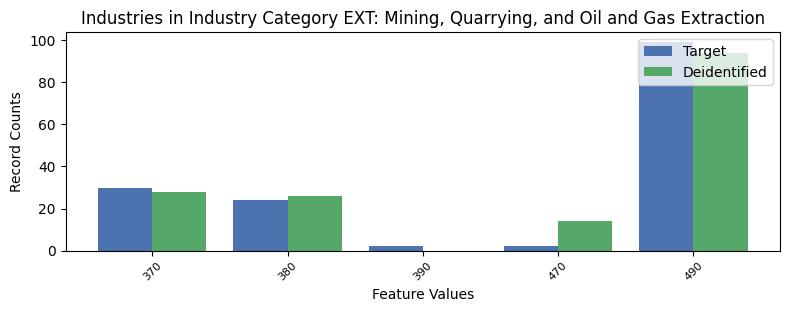 Industries in Industry Category EXT: Mining, Quarrying, and Oil and Gas Extraction
Record Counts
100
80
60
40
20
0
Target
Deidentified
370
380
390
470
490
Feature Values